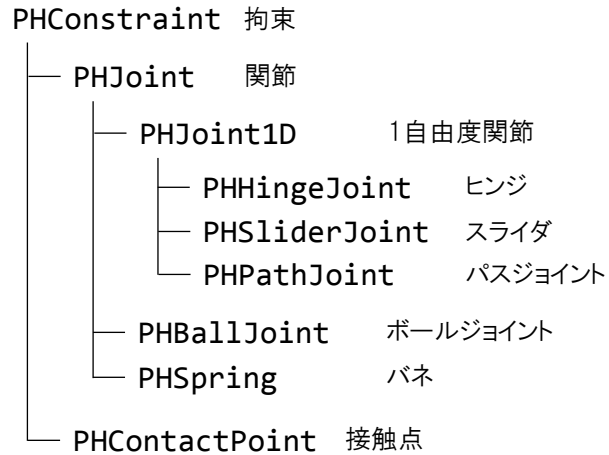 PHConstraint 拘束
PHJoint 関節
PHJoint1D 1自由度関節
PHHingeJoint ヒンジ
PHSliderJoint スライダ
PHPathJoint パスジョイント
PHBallJoint ボールジョイント
PHSpring バネ
PHContactPoint 接触点